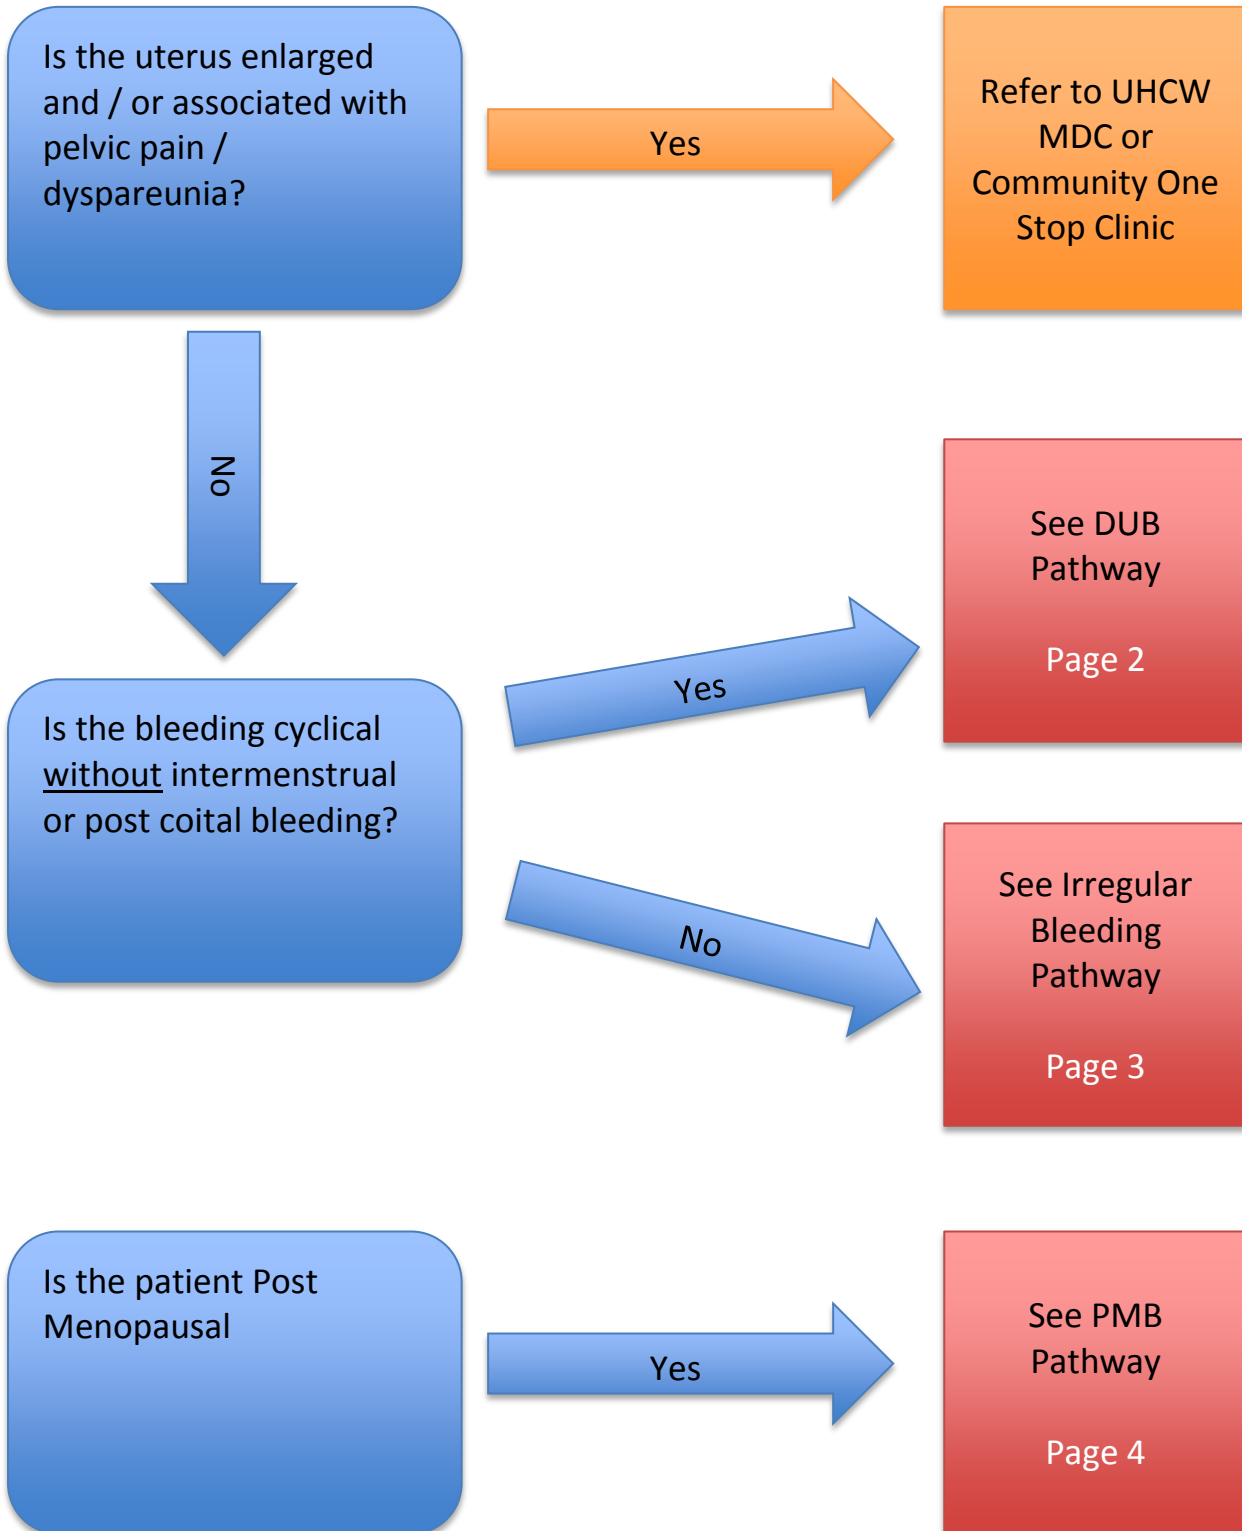 Is the uterus enlarged
and / or associated with
pelvic pain /
dyspareunia?
Yes
Refer to UHCW
MDC or
Community One
Stop Clinic
No
Is the bleeding cyclical
without intermenstrual
or post coital bleeding?
Yes
See DUB
Pathway
Page 2
No
See Irregular
Bleeding
Pathway
Page 3
Is the patient Post
Menopausal
Yes
See PMB
Pathway
Page 4